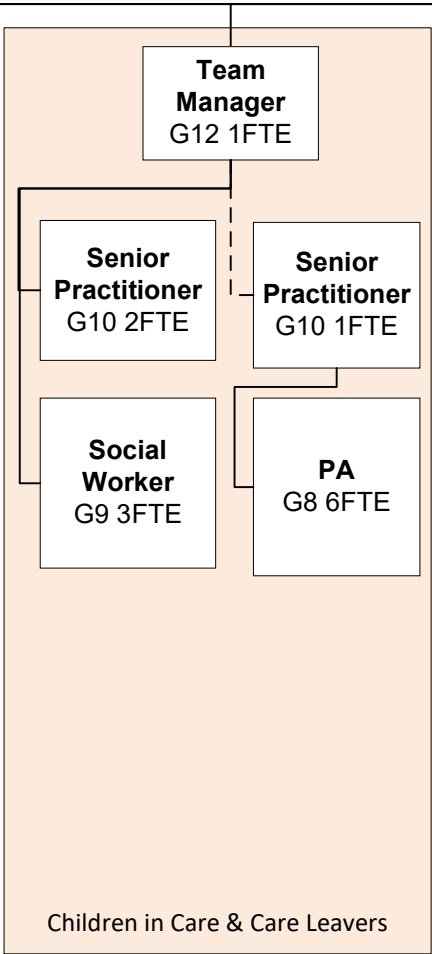 Team
Manager
G12 1FTE
Senior
Practitioner
G10 2FTE
Senior
Practitioner
G10 1FTE
Social
Worker
G9 3FTE
PA
G8 6FTE
Children in Care & Care Leavers